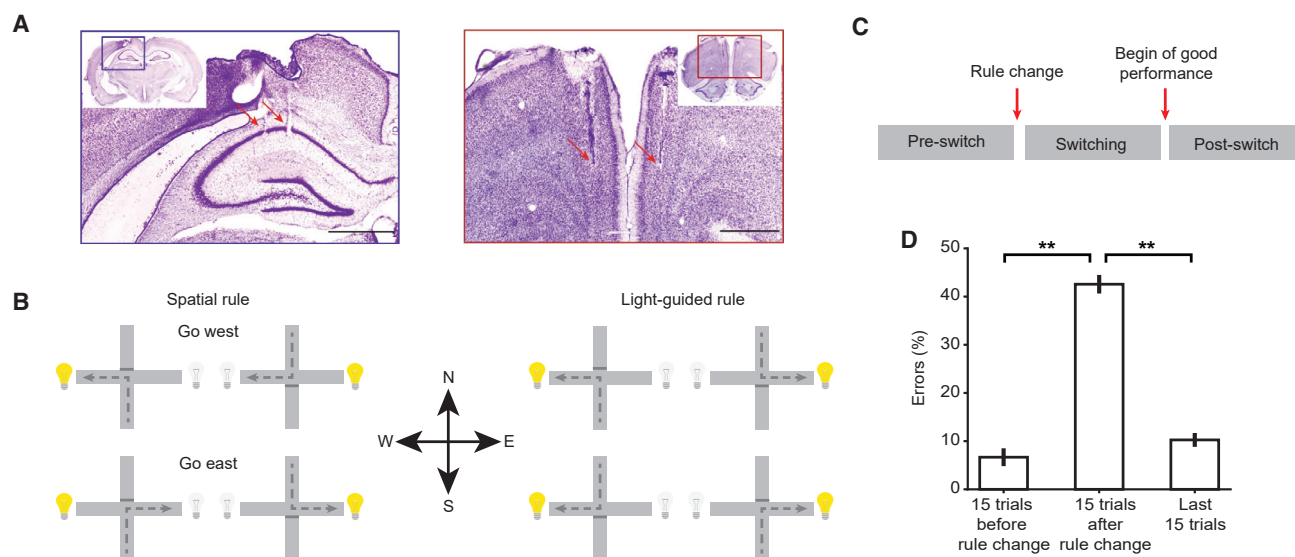 A
B
Spatial rule
Light-guided rule
Go west
Go east
N
W
E
S
C
Rule change
Begin of good
performance
Pre-switch
Switching
Post-switch
D
**
**
Errors (%)
50
40
30
20
10
0
15 trials
before
rule change
15 trials
after
rule change
Last
15 trials